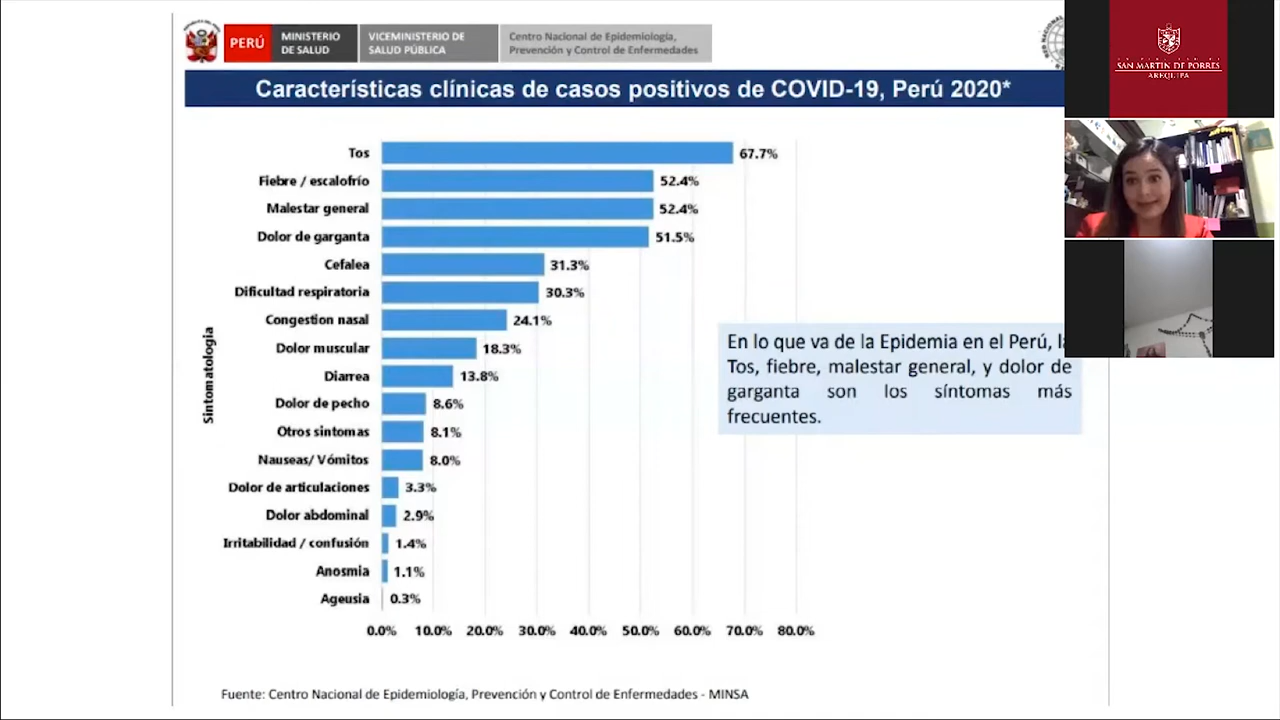 PERÚ
MINISTERIO
DE SALUD
VICEMINISTERIO DE
SALUD PÚBLICA
Centro Nacional de Epidemiología,
Prevención y Control de Enfermedades
SAN MARTIN DE PORRES
AREQUIPA
Características clínicas de casos positivos de COVID-19, Perú 2020*
Sintomatologia
Tos 67.7%
Fiebre / escalofrío 52.4%
Malestar general 52.4%
Dolor de garganta 51.5%
Cefalea 31.3%
Dificultad respiratoria 30.3%
Congestion nasal 24.1%
Dolor muscular 18.3%
Diarrea 13.8%
Dolor de pecho 8.6%
Otros sintomas 8.1%
Nauseas/ Vómitos 8.0%
Dolor de articulaciones 3.3%
Dolor abdominal 2.9%
Irritabilidad / confusión 1.4%
Anosmia 1.1%
Ageusia 0.3%
0.0% 10.0% 20.0% 30.0% 40.0% 50.0% 60.0% 70.0% 80.0%
En lo que va de la Epidemia en el Perú,
Tos, fiebre, malestar general, y dolor de
garganta son los síntomas más
frecuentes.
Fuente: Centro Nacional de Epidemiología, Prevención y Control de Enfermedades - MINSA